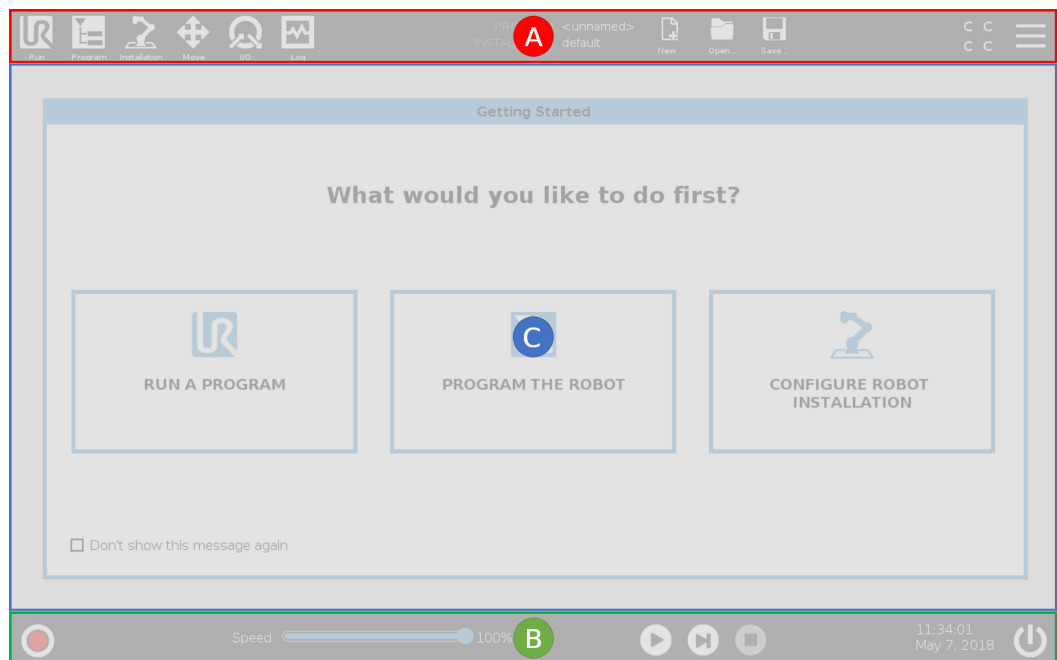 PR
<unnamed>
INSTAL
default
A
Run
Program
Installation
Move
I/O
Log
New...
Open...
Save...
C C
C C
Getting Started
What would you like to do first?
C
RUN A PROGRAM
PROGRAM THE ROBOT
CONFIGURE ROBOT
INSTALLATION
Don't show this message again
Speed
100%
B
11:34:01
May 7, 2018